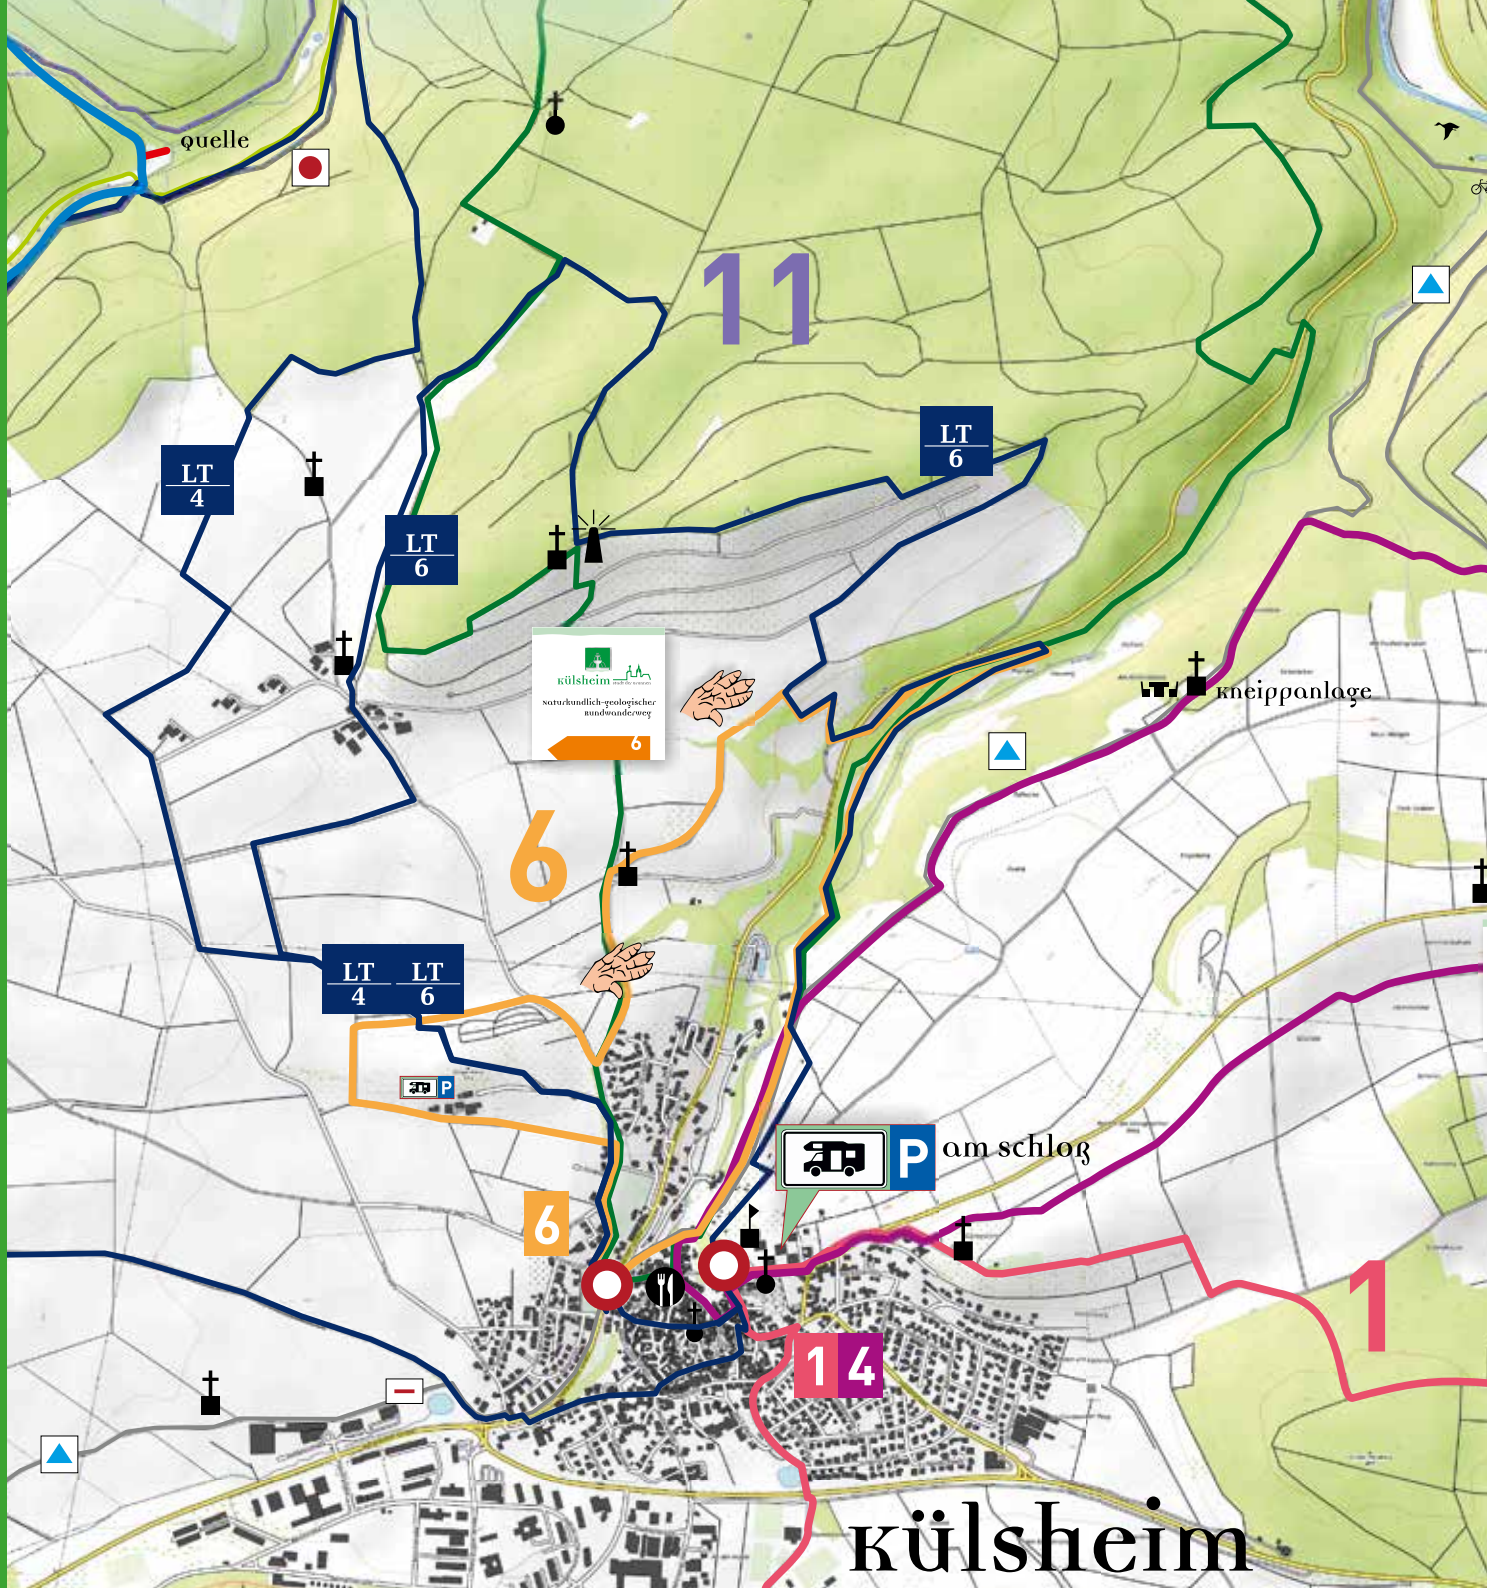 quelle
11
LT
6
LT
4
LT
6
külsheim
Naturkundlich-geologischer
Rundwanderweg
6
kneippanlage
6
LT LT
4 6
P
P am schloß
6
1
1 4
külsheim